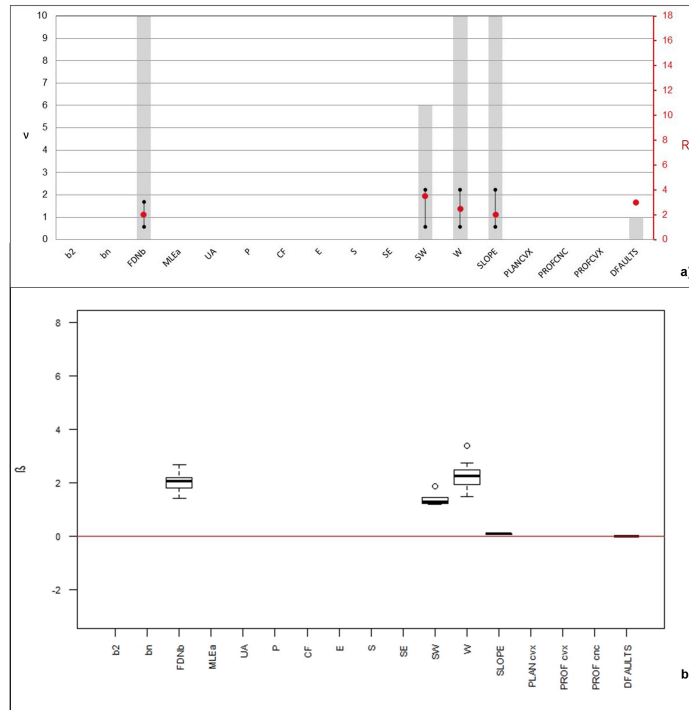 10 18
9 16
8 14
7 12
6 10
5 8
ν R
4 6
3 4
2 2
1 0
0
b2 bn FDNb MLEa UA P CF E S SE SW W SLOPE PLANCVX PROFCNC PROFCVX DFAULTS
a)
8
6
4
2
ß
0
-2
b2 bn FDNb MLEa UA P CF E S SE SW W SLOPE PLAN cvx PROF cvx PROF cnc DFAULTS
b